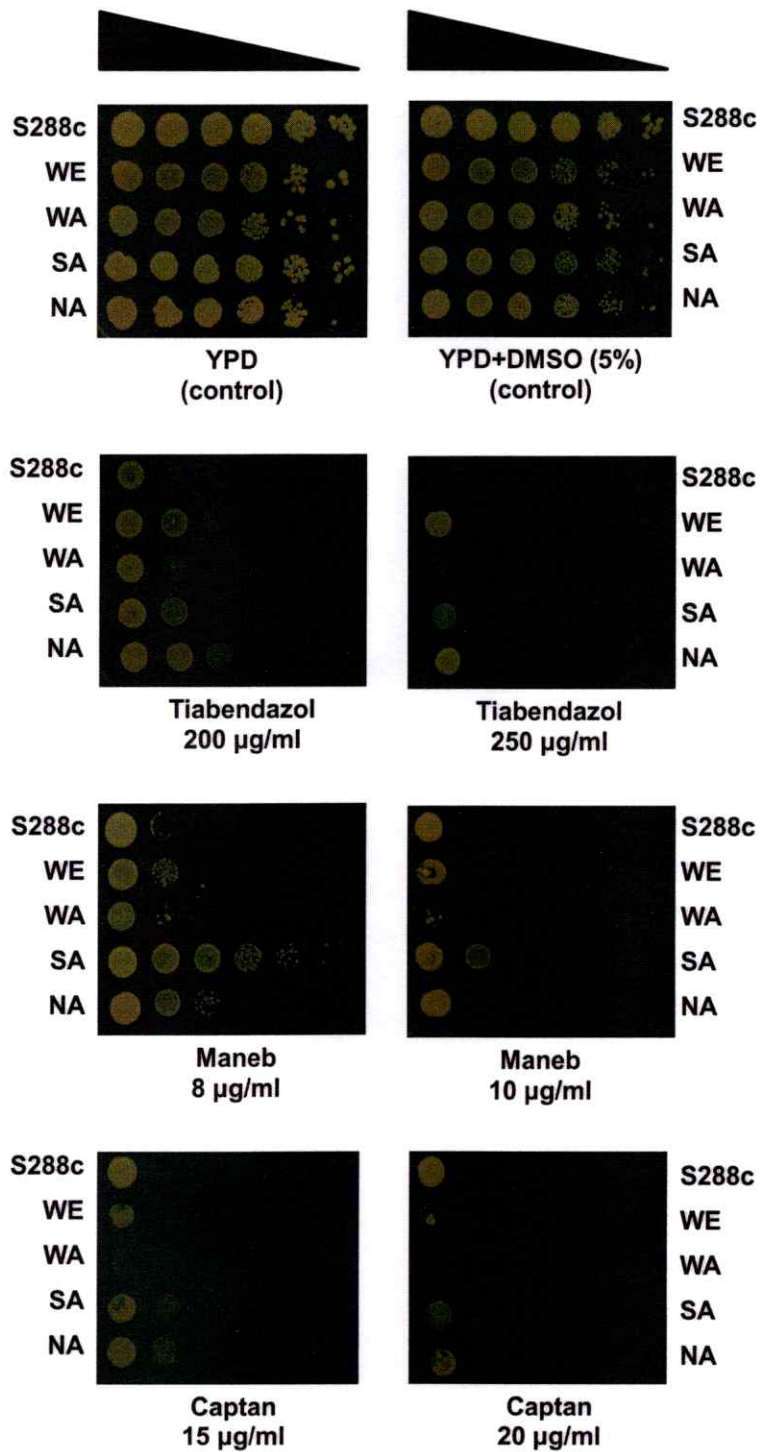 S288c
WE
WA
SA
NA
S288c
WE
WA
SA
NA
YPD
(control)
YPD+DMSO (5%)
(control)
S288c
WE
WA
SA
NA
S288c
WE
WA
SA
NA
Tiabendazol
200 µg/ml
Tiabendazol
250 µg/ml
S288c
WE
WA
SA
NA
S288c
WE
WA
SA
NA
Maneb
8 µg/ml
Maneb
10 µg/ml
S288c
WE
WA
SA
NA
S288c
WE
WA
SA
NA
Captan
15 µg/ml
Captan
20 µg/ml